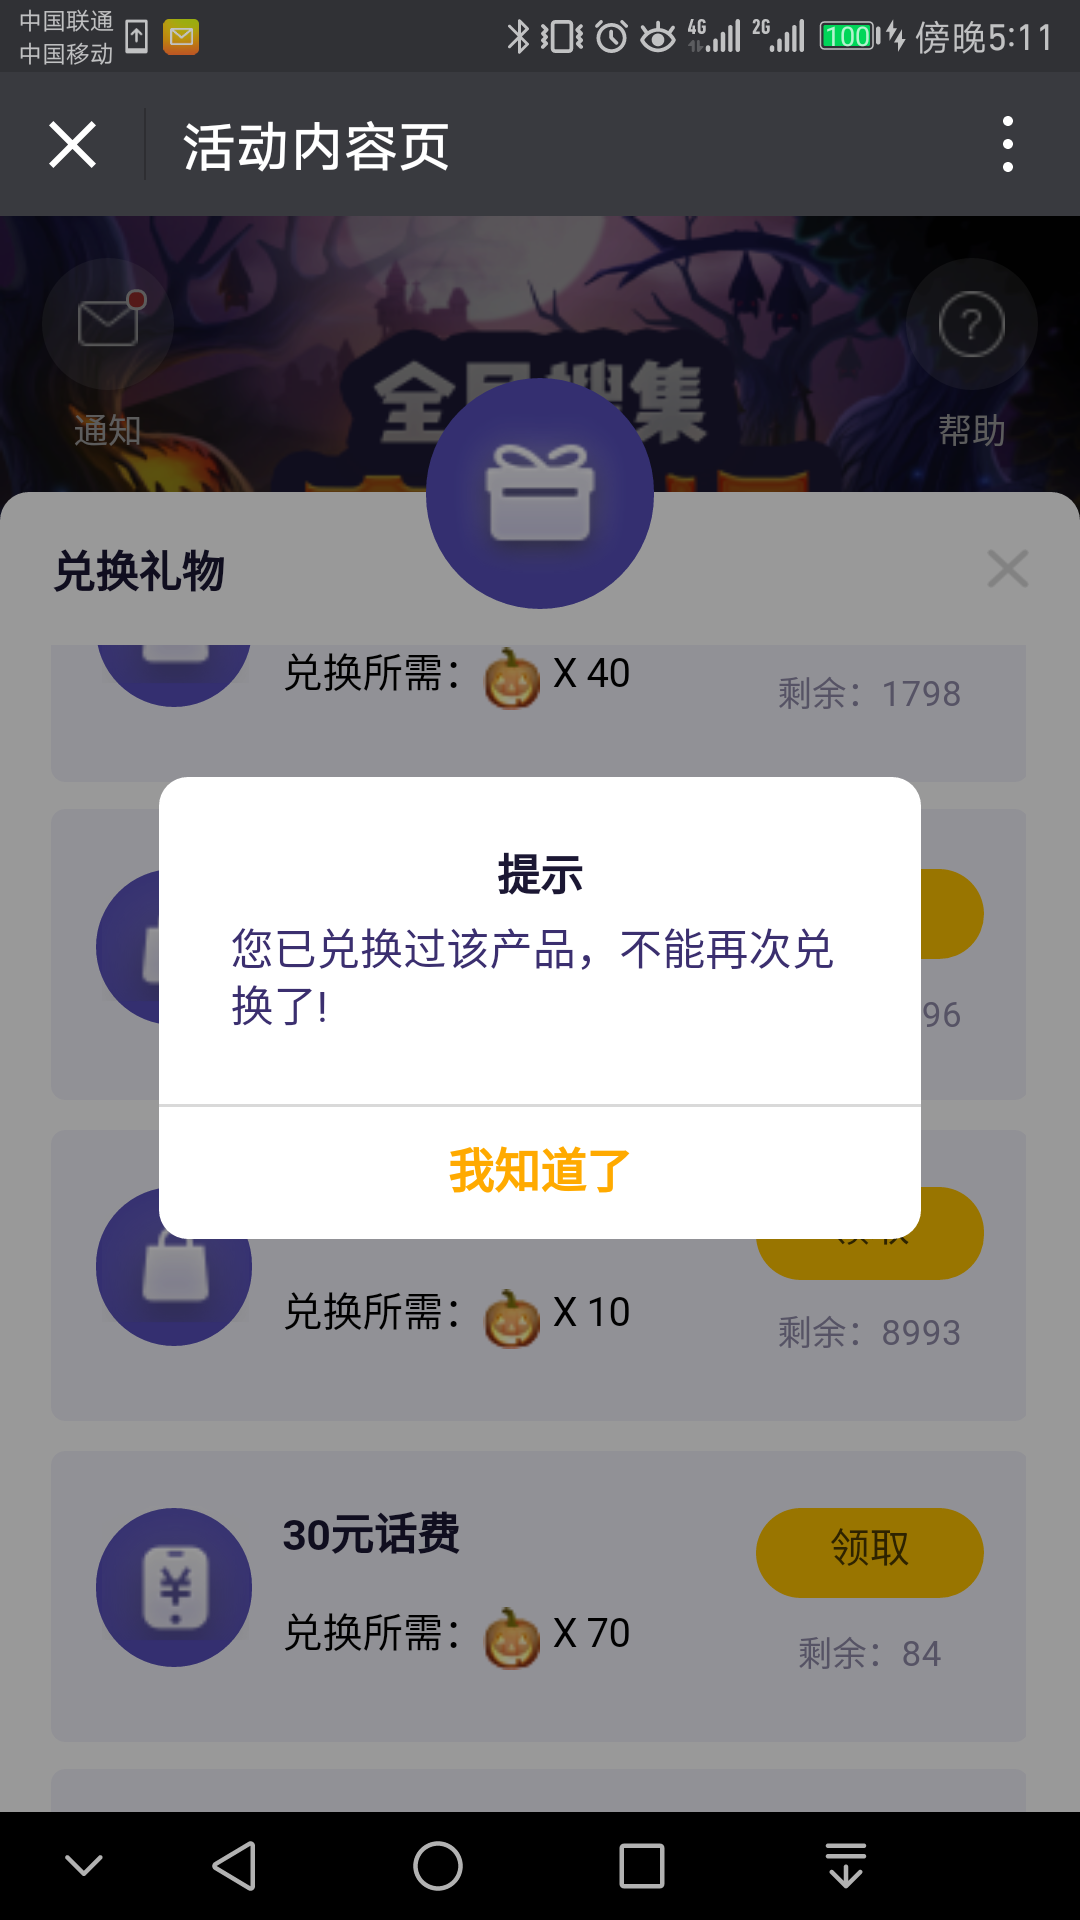 中国联通
中国移动
4G 2G 100 傍晚5:11
活动内容页
通知
帮助
兑换礼物
兑换所需： X 40
剩余：1798
提示
您已兑换过该产品，不能再次兑
换了!
96
我知道了
兑换所需： X 10
剩余：8993
30元话费
领取
兑换所需： X 70
剩余：84